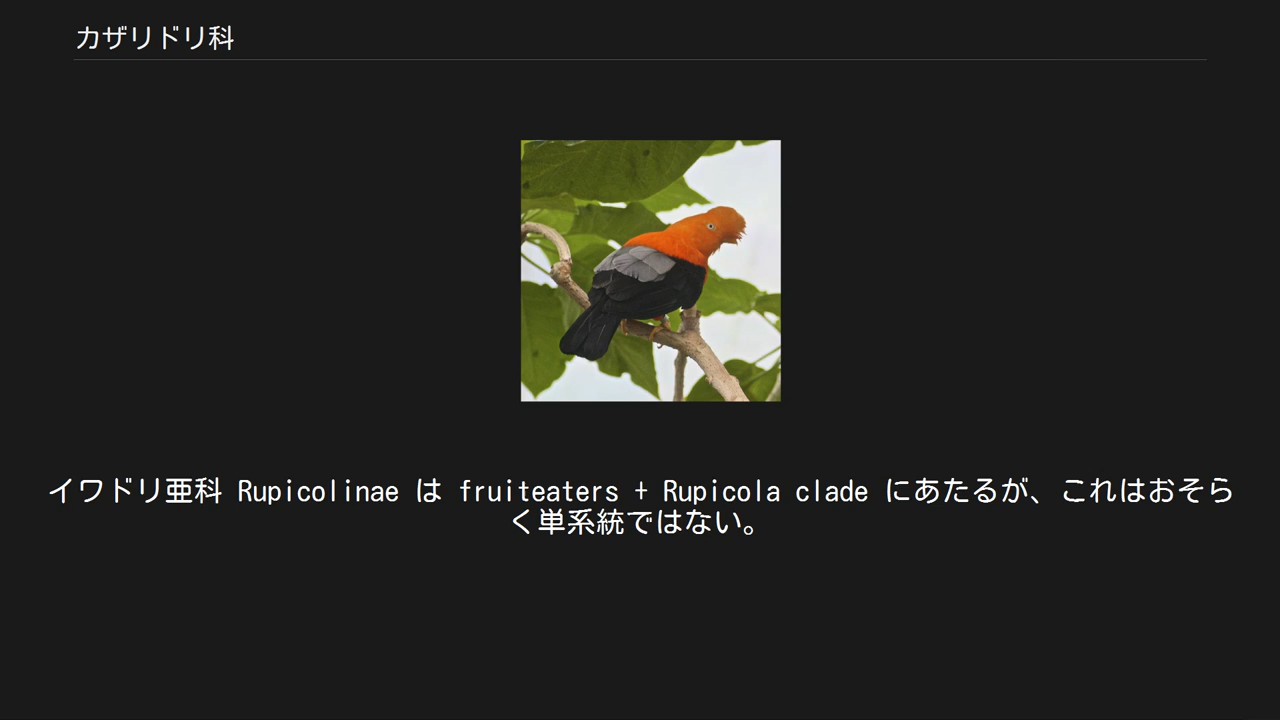 カザリドリ科
イワドリ亜科 Rupicolinae は fruiteaters + Rupicola clade にあたるが、これはおそら
く単系統ではない。